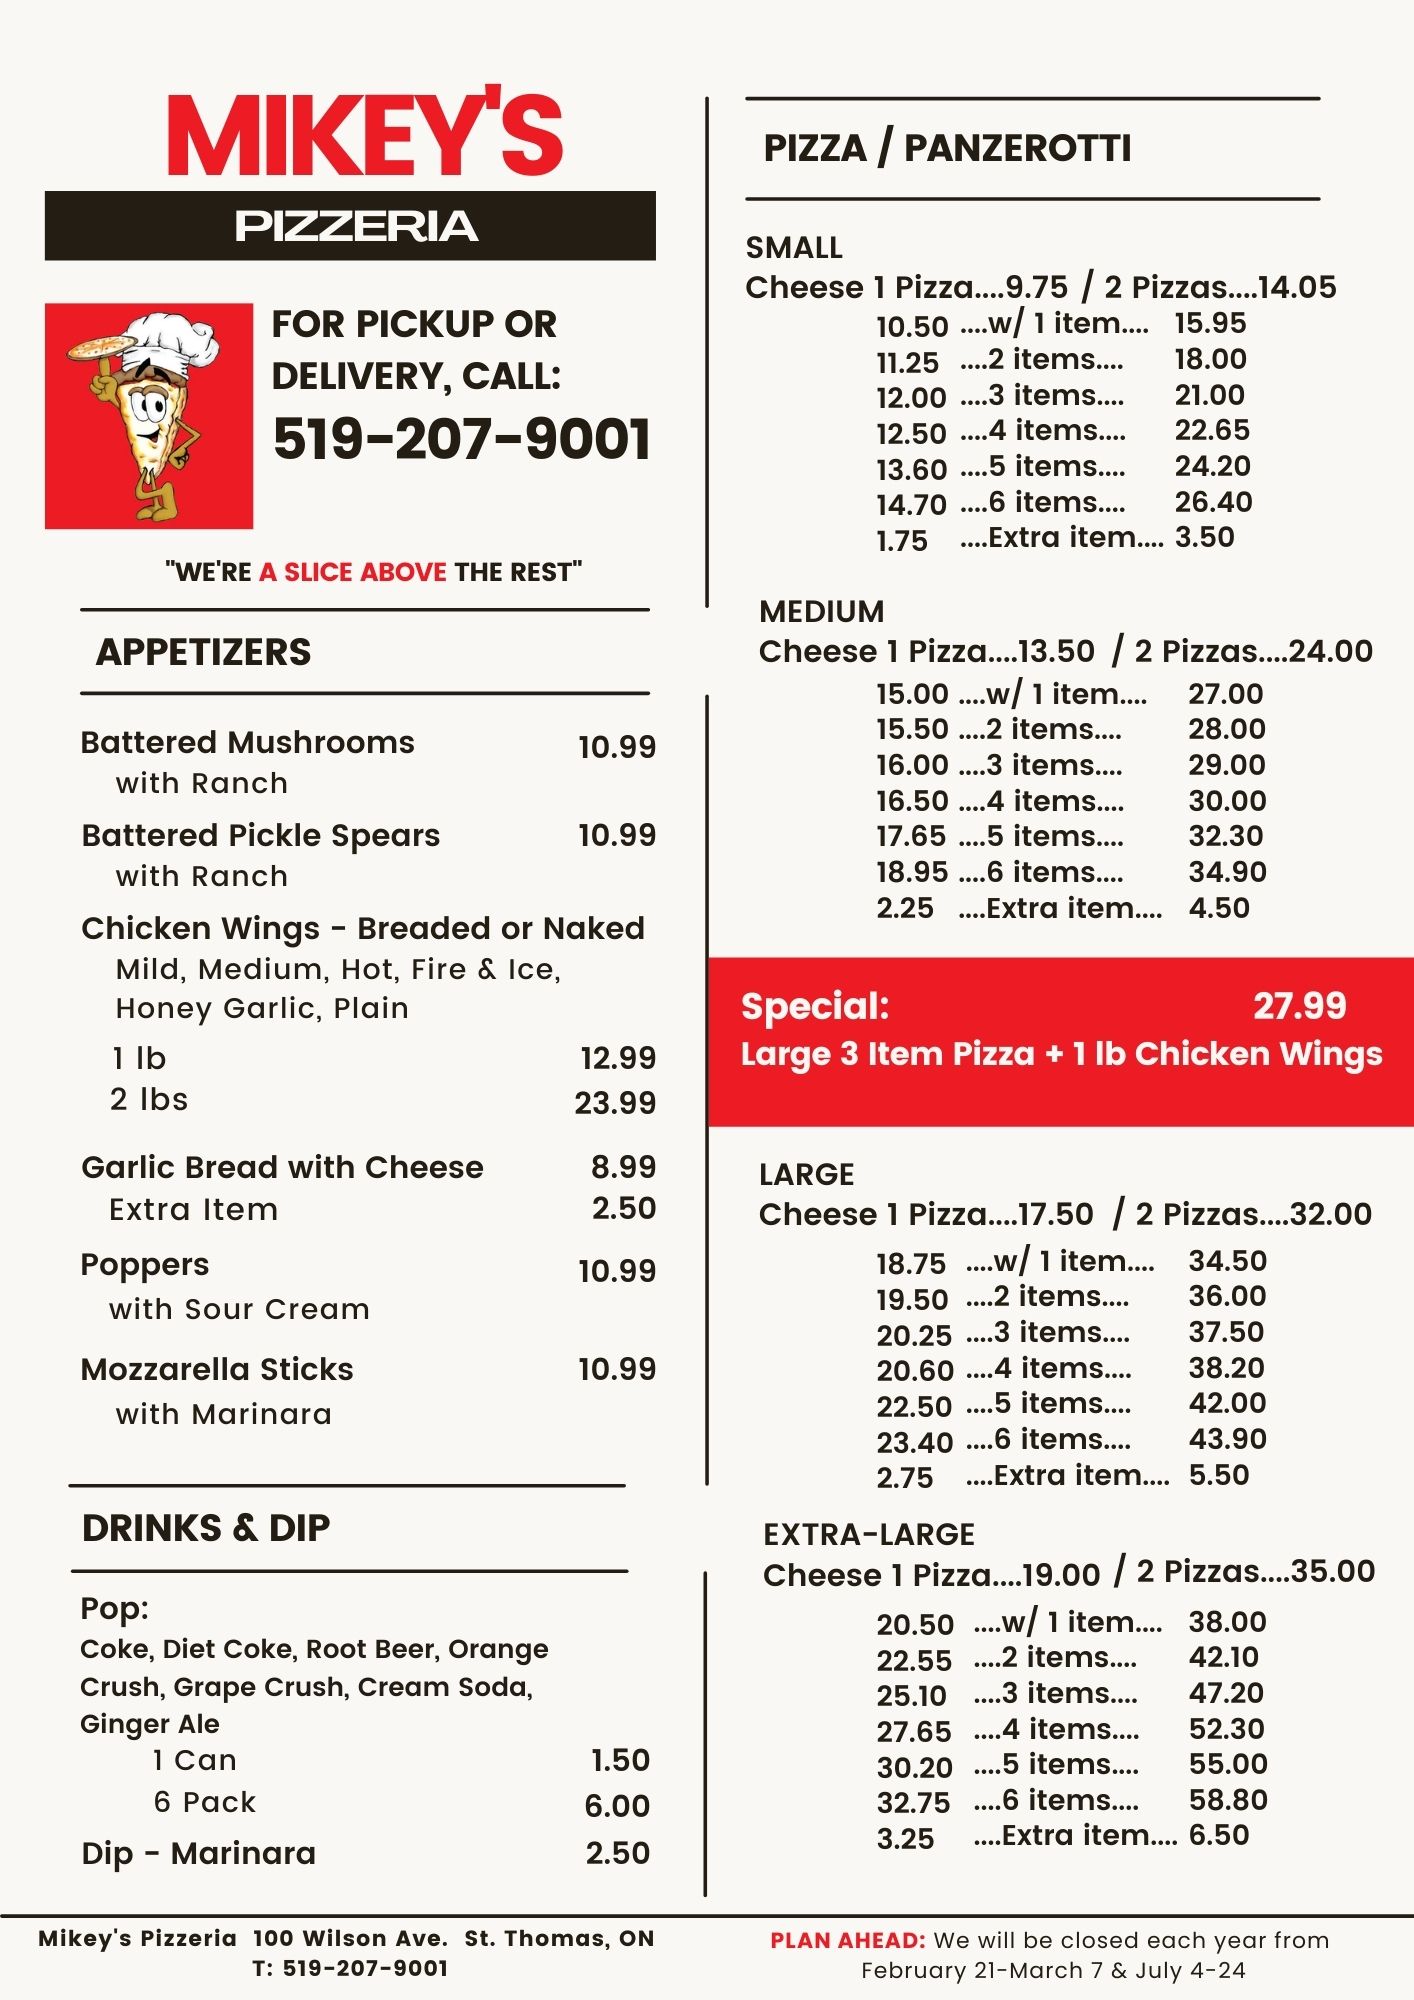 MIKEY'S
PIZZERIA
FOR PICKUP OR
DELIVERY, CALL:
519-207-9001
"WE'RE A SLICE ABOVE THE REST"
APPETIZERS
Battered Mushrooms 10.99
with Ranch
Battered Pickle Spears 10.99
with Ranch
Chicken Wings - Breaded or Naked
Mild, Medium, Hot, Fire & Ice,
Honey Garlic, Plain
1 lb 12.99
2 lbs 23.99
Garlic Bread with Cheese 8.99
Extra Item 2.50
Poppers 10.99
with Sour Cream
Mozzarella Sticks 10.99
with Marinara
DRINKS & DIP
Pop:
Coke, Diet Coke, Root Beer, Orange
Crush, Grape Crush, Cream Soda,
Ginger Ale
1 Can 1.50
6 Pack 6.00
Dip - Marinara 2.50
PIZZA / PANZEROTTI
SMALL
Cheese 1 Pizza....9.75 / 2 Pizzas....14.05
10.50 ....w/ 1 item.... 15.95
11.25 ....2 items.... 18.00
12.00 ....3 items.... 21.00
12.50 ....4 items.... 22.65
13.60 ....5 items.... 24.20
14.70 ....6 items.... 26.40
1.75 ....Extra item.... 3.50
MEDIUM
Cheese 1 Pizza....13.50 / 2 Pizzas....24.00
15.00 ....w/ 1 item.... 27.00
15.50 ....2 items.... 28.00
16.00 ....3 items.... 29.00
16.50 ....4 items.... 30.00
17.65 ....5 items.... 32.30
18.95 ....6 items.... 34.90
2.25 ....Extra item.... 4.50
Special: 27.99
Large 3 Item Pizza + 1 lb Chicken Wings
LARGE
Cheese 1 Pizza....17.50 / 2 Pizzas....32.00
18.75 ....w/ 1 item.... 34.50
19.50 ....2 items.... 36.00
20.25 ....3 items.... 37.50
20.60 ....4 items.... 38.20
22.50 ....5 items.... 42.00
23.40 ....6 items.... 43.90
2.75 ....Extra item.... 5.50
EXTRA-LARGE
Cheese 1 Pizza....19.00 / 2 Pizzas....35.00
20.50 ....w/ 1 item.... 38.00
22.55 ....2 items.... 42.10
25.10 ....3 items.... 47.20
27.65 ....4 items.... 52.30
30.20 ....5 items.... 55.00
32.75 ....6 items.... 58.80
3.25 ....Extra item.... 6.50
Mikey's Pizzeria 100 Wilson Ave. St. Thomas, ON
T: 519-207-9001
PLAN AHEAD: We will be closed each year from
February 21-March 7 & July 4-24